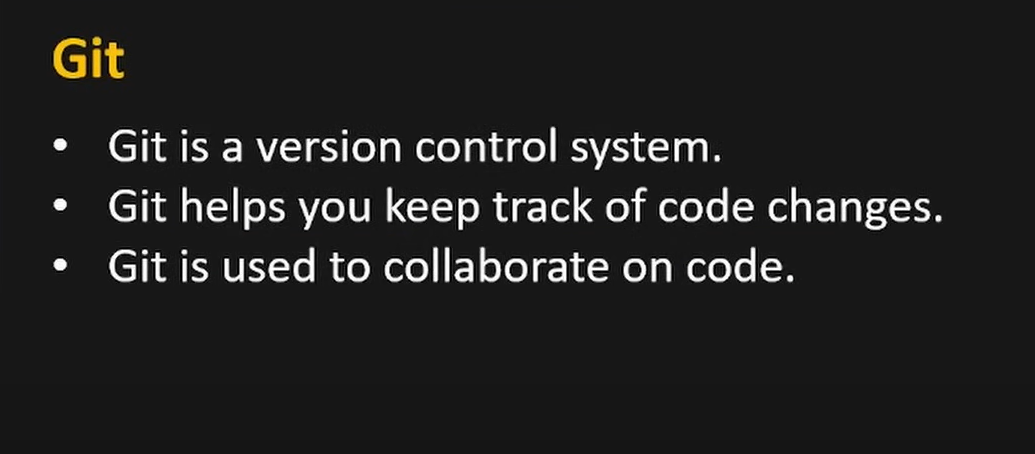 Git
• Git is a version control system.
• Git helps you keep track of code changes.
• Git is used to collaborate on code.